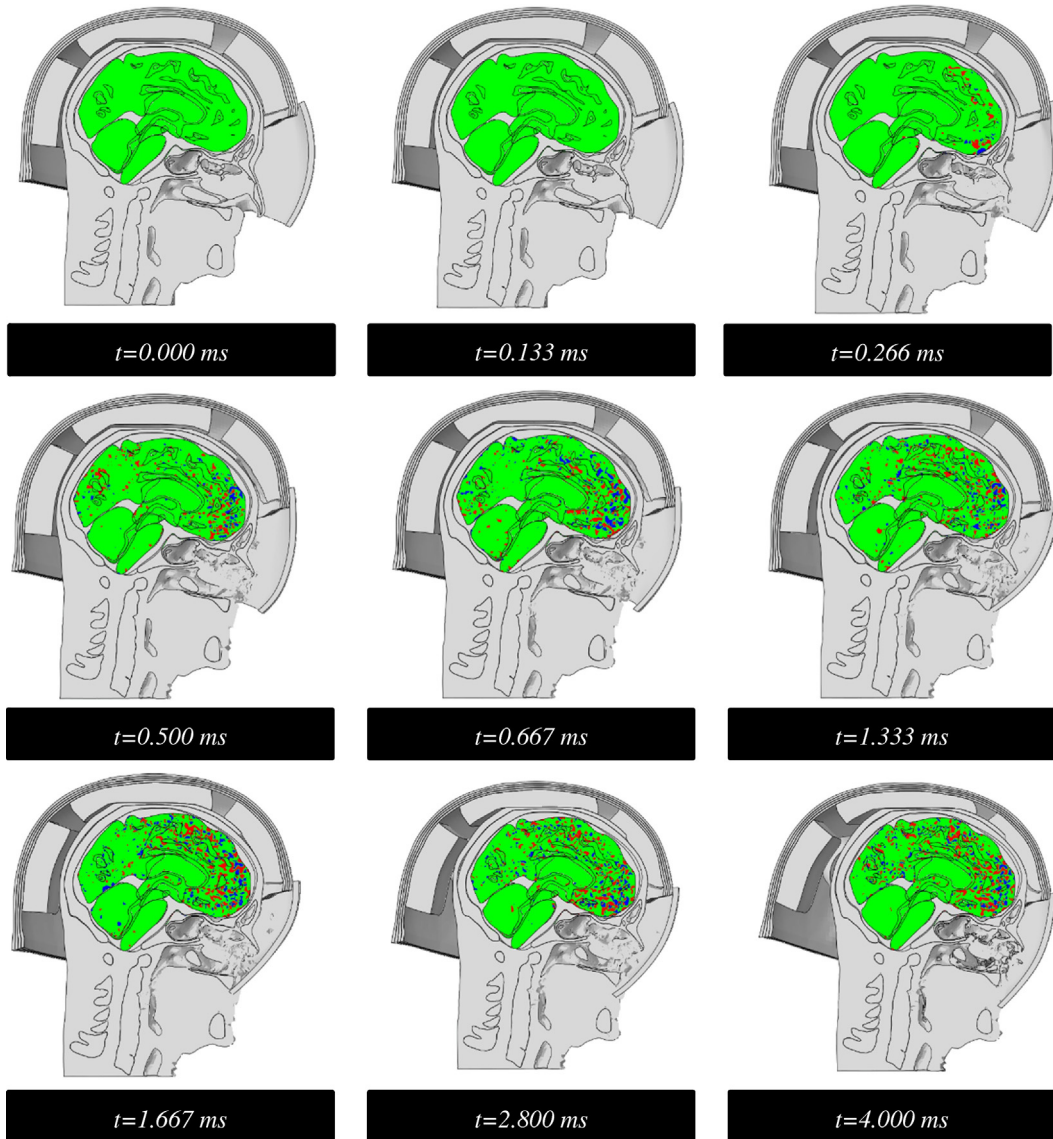 t=0.000 ms
t=0.133 ms
t=0.266 ms
t=0.500 ms
t=0.667 ms
t=1.333 ms
t=1.667 ms
t=2.800 ms
t=4.000 ms